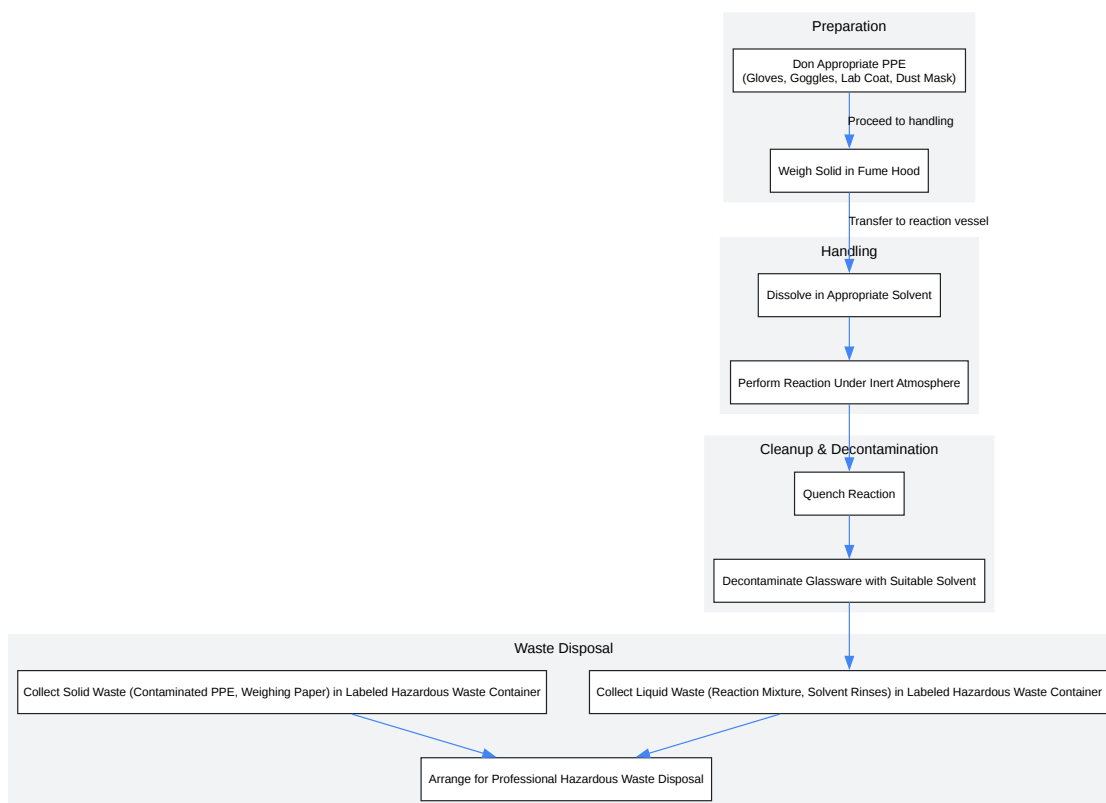 Preparation
Don Appropriate PPE
(Gloves, Goggles, Lab Coat, Dust Mask)
Proceed to handling
Weigh Solid in Fume Hood
Transfer to reaction vessel
Handling
Dissolve in Appropriate Solvent
Perform Reaction Under Inert Atmosphere
Cleanup & Decontamination
Quench Reaction
Decontaminate Glassware with Suitable Solvent
Waste Disposal
Collect Solid Waste (Contaminated PPE, Weighing Paper) in Labeled Hazardous Waste Container
Collect Liquid Waste (Reaction Mixture, Solvent Rinses) in Labeled Hazardous Waste Container
Arrange for Professional Hazardous Waste Disposal